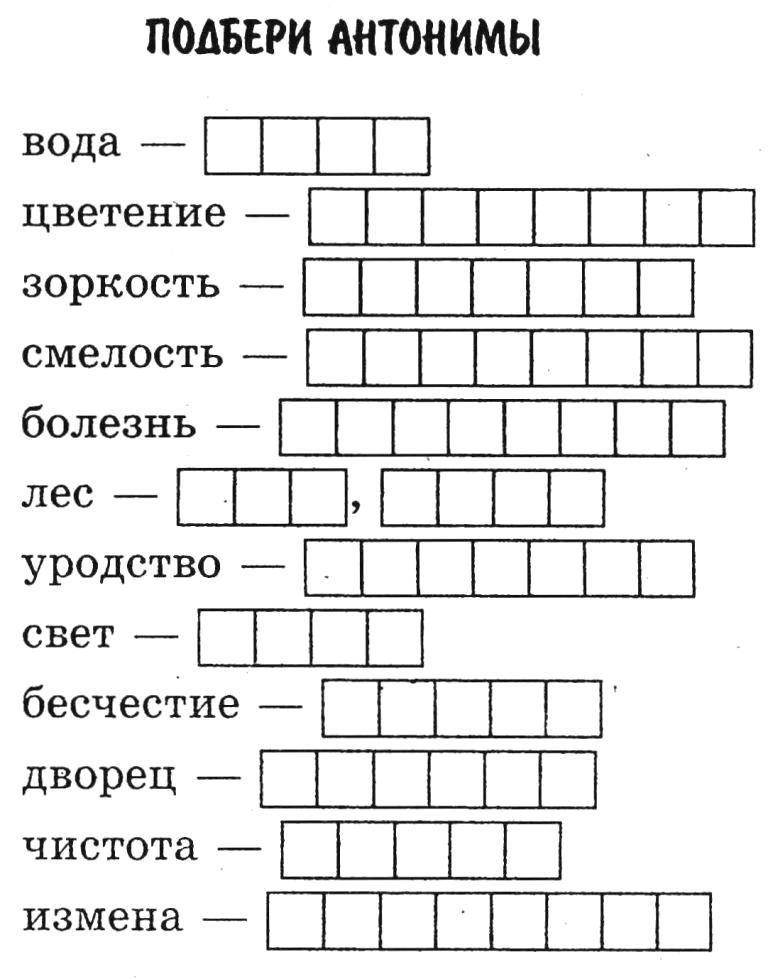 ПОДБЕРИ АНТОНИМЫ
вода —
цветение —
зоркость —
смелость —
болезнь —
лес — ,
уродство —
свет —
бесчестие —
дворец —
чистота —
измена —